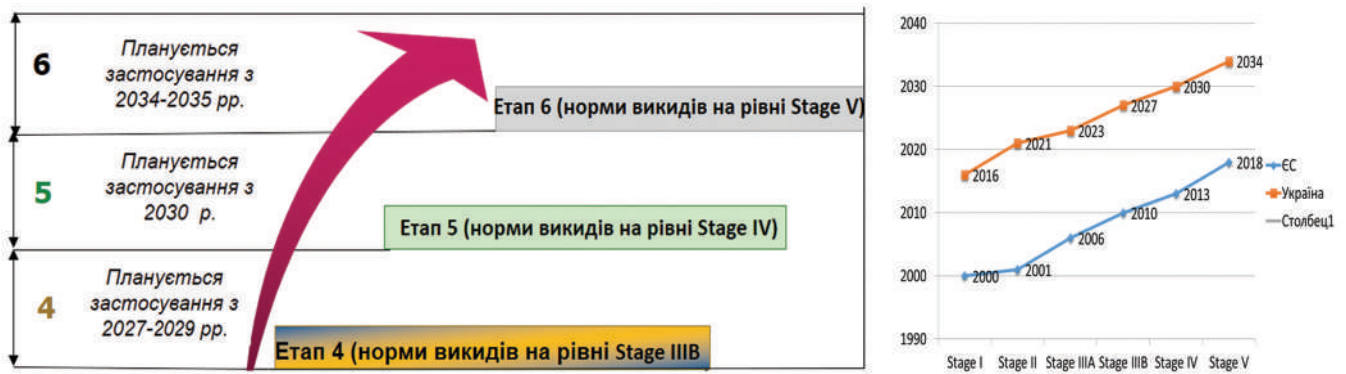 6
Планується
застосування з
2034-2035 рр.
Етап 6 (норми викидів на рівні Stage V)
5
Планується
застосування з
2030 р.
Етап 5 (норми викидів на рівні Stage IV)
4
Планується
застосування з
2027-2029 рр.
Етап 4 (норми викидів на рівні Stage IIIB
2040
2030
2020
2010
2000
1990
2016
2021
2023
2027
2030
2034
2000
2001
2006
2010
2013
2018
Stage I
Stage II
Stage IIIA
Stage IIIB
Stage IV
Stage V
ЄС
Україна
Столбец1